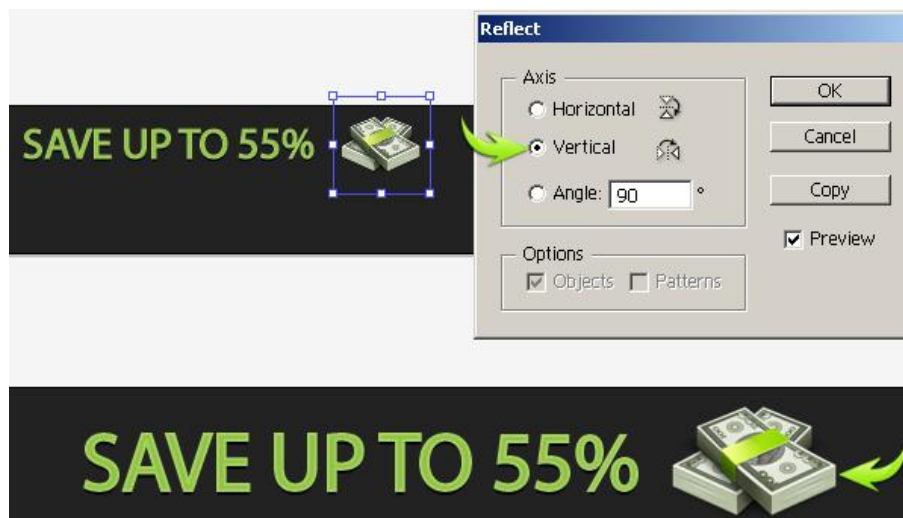 Reflect
Axis
Horizontal
SAVE UP TO 55%
Vertical
Angle: 90 °
Options
Objects Patterns
OK
Cancel
Copy
Preview
SAVE UP TO 55%